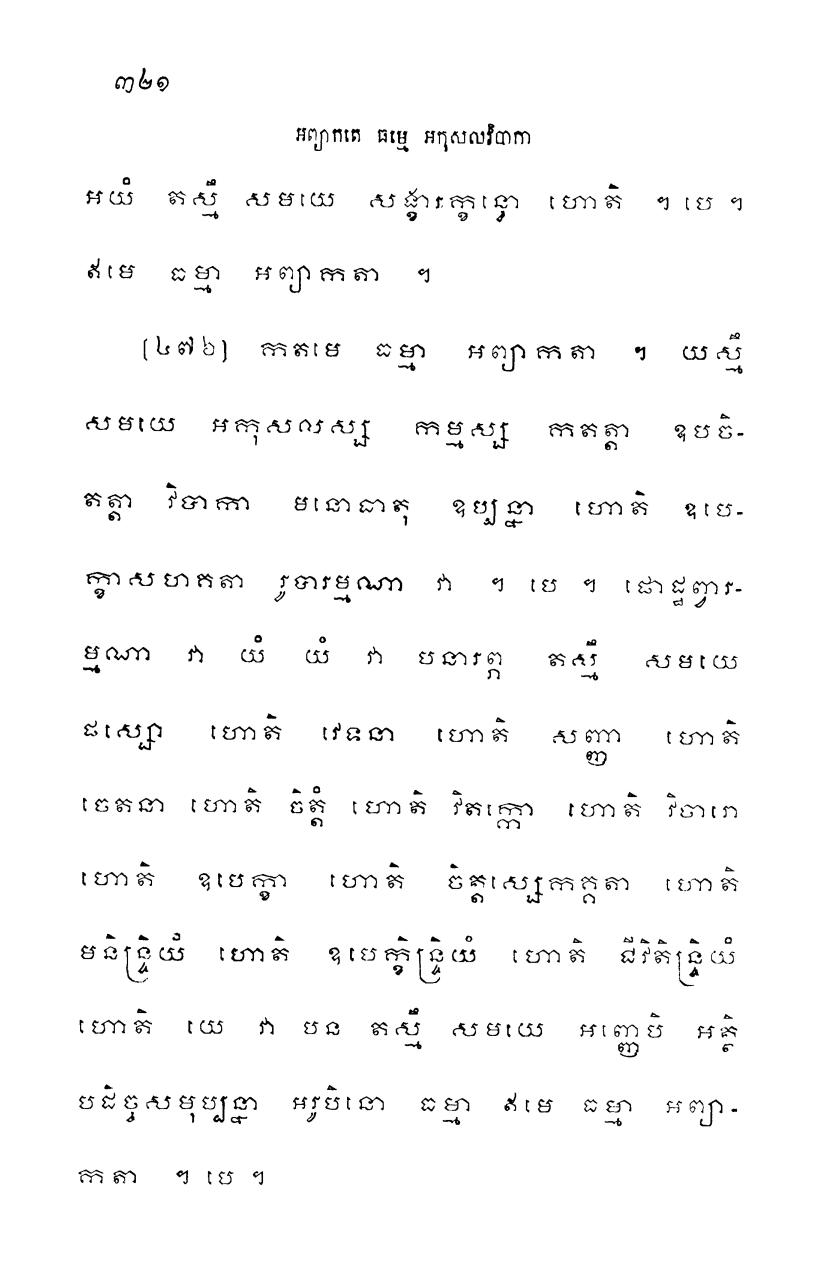 ៣២១
អព្យាកតេ ធម្មេ អកុសលវិបាកា
អយំ តស្មឹ សមយេ សង្ខារក្ខន្ធោ ហោតិ ។ បេ ។
ឥមេ ធម្មា អព្យាកតា ។
(៤៧៦) កតមេ ធម្មា អព្យាកតា ។ យស្មឹ
សមយេ អកុសលស្ស កម្មស្ស កតត្តា ឧបចិ-
តត្តា វិបាកា មនោធាតុ ឧប្បន្នា ហោតិ ឧបេ-
ក្ខាសហគតា រូបារម្មណា វា ។ បេ ។ ផោដ្ឋព្វារ-
ម្មណា វា យំ យំ វា បនារព្ភ តស្មឹ សមយេ
ផស្សោ ហោតិ វេទនា ហោតិ សញ្ញា ហោតិ
ចេតនា ហោតិ ចិត្តំ ហោតិ វិតក្កោ ហោតិ វិចារោ
ហោតិ ឧបេក្ខា ហោតិ ចិត្តស្សេកគ្គតា ហោតិ
មនិន្ទ្រិយំ ហោតិ ឧបេក្ខិន្ទ្រិយំ ហោតិ ជីវិតិន្ទ្រិយំ
ហោតិ យេ វា បន តស្មឹ សមយេ អញ្ញេបិ អត្ថិ
បដិច្ចសមុប្បន្នា អរូបិនោ ធម្មា ឥមេ ធម្មា អព្យា-
កតា ។ បេ ។